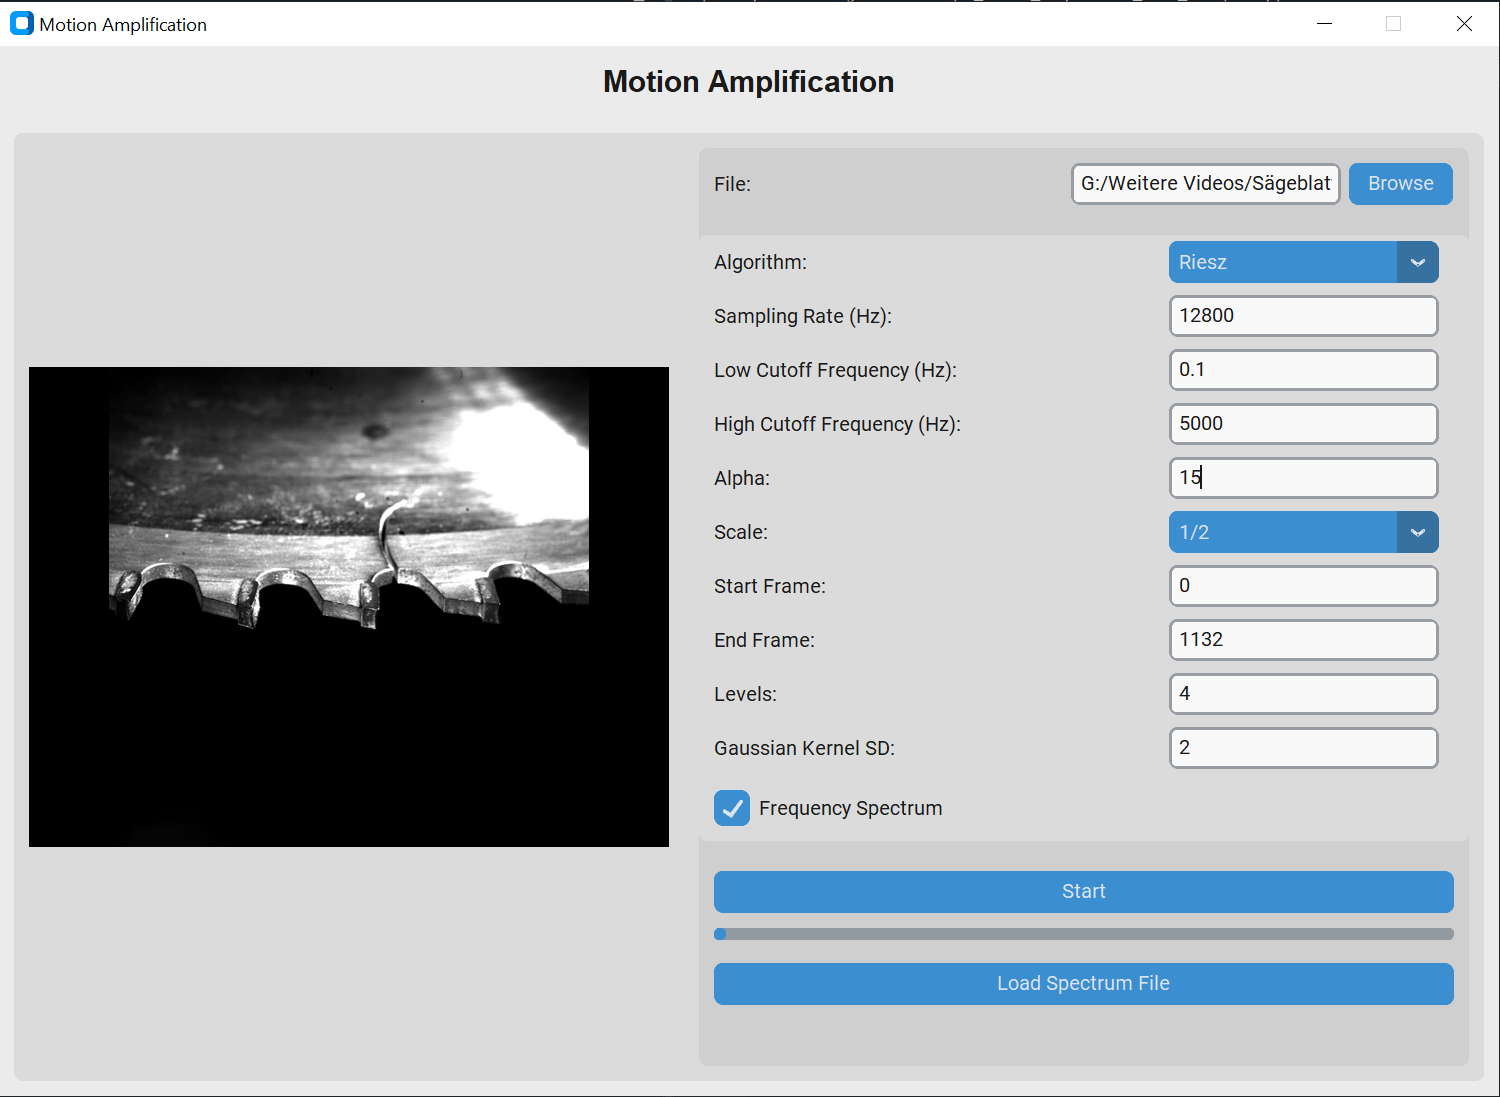 Motion Amplification
Motion Amplification
File:
G:/Weitere Videos/Sägeblat
Browse
Algorithm:
Riesz
Sampling Rate (Hz):
12800
Low Cutoff Frequency (Hz):
0.1
High Cutoff Frequency (Hz):
5000
Alpha:
15
Scale:
1/2
Start Frame:
0
End Frame:
1132
Levels:
4
Gaussian Kernel SD:
2
Frequency Spectrum
Start
Load Spectrum File